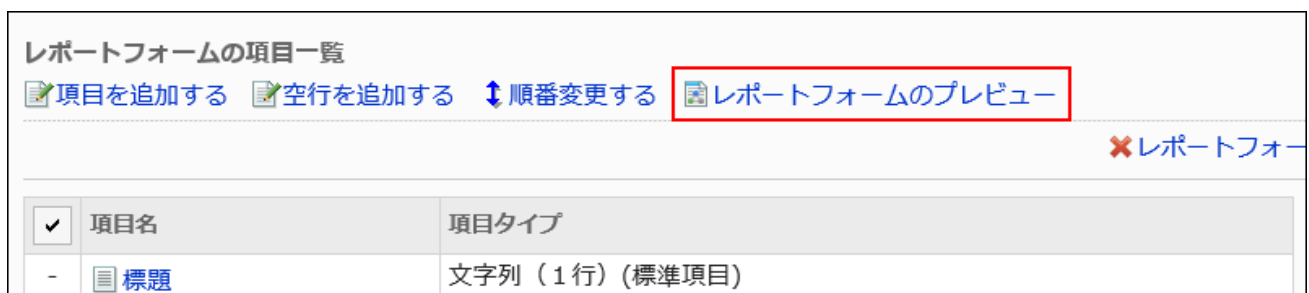 レポートフォームの項目一覧
項目を追加する 空行を追加する 順番変更する レポートフォームのプレビュー
レポートフォー
項目名 項目タイプ
- 標題 文字列（１行）(標準項目)